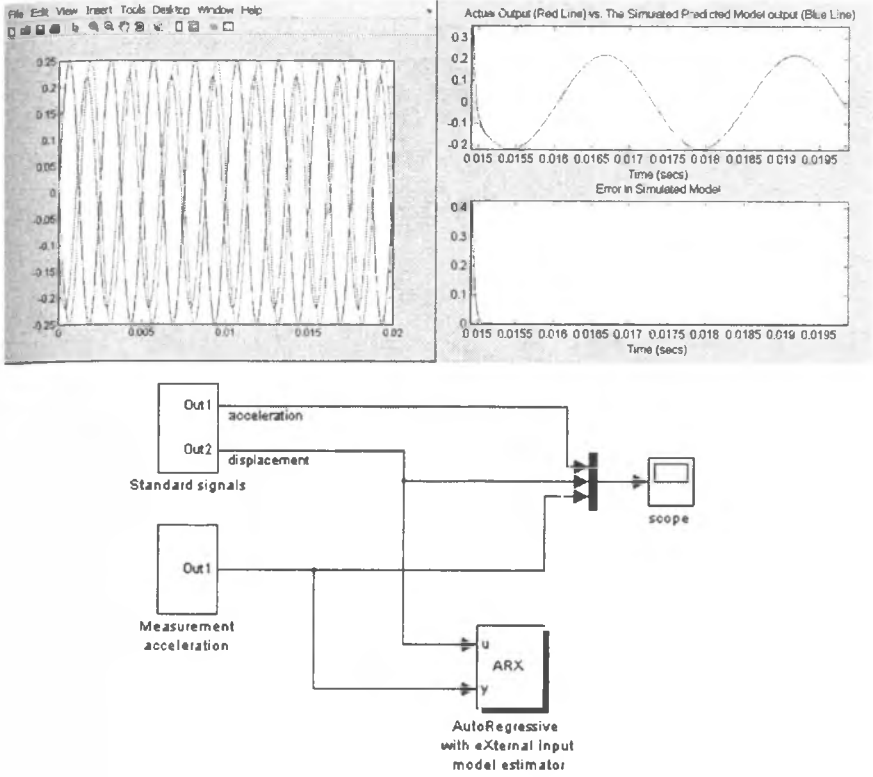 File Edit View Insert Tools Desktop Window Help
0.25
0.2
0.15
0.1
0.05
0
-0.05
-0.1
-0.15
-0.2
-0.25
0 0.005 0.01 0.015 0.02
Actual Output (Red Line) vs. The Simulated Predicted Model output (Blue Line)
0.3
0.2
0.1
0
-0.1
-0.2
0.015 0.0155 0.016 0.0165 0.017 0.0175 0.018 0.0185 0.019 0.0195
Time (secs)
Error In Simulated Model
0.4
0.3
0.2
0.1
0
0.015 0.0155 0.016 0.0165 0.017 0.0175 0.018 0.0185 0.019 0.0195
Time (secs)
Out1
acceleration
Out2
displacement
Standard signals
scope
Out1
Measurement
acceleration
u
ARX
y
AutoRegressive
with eXternal input
model estimator